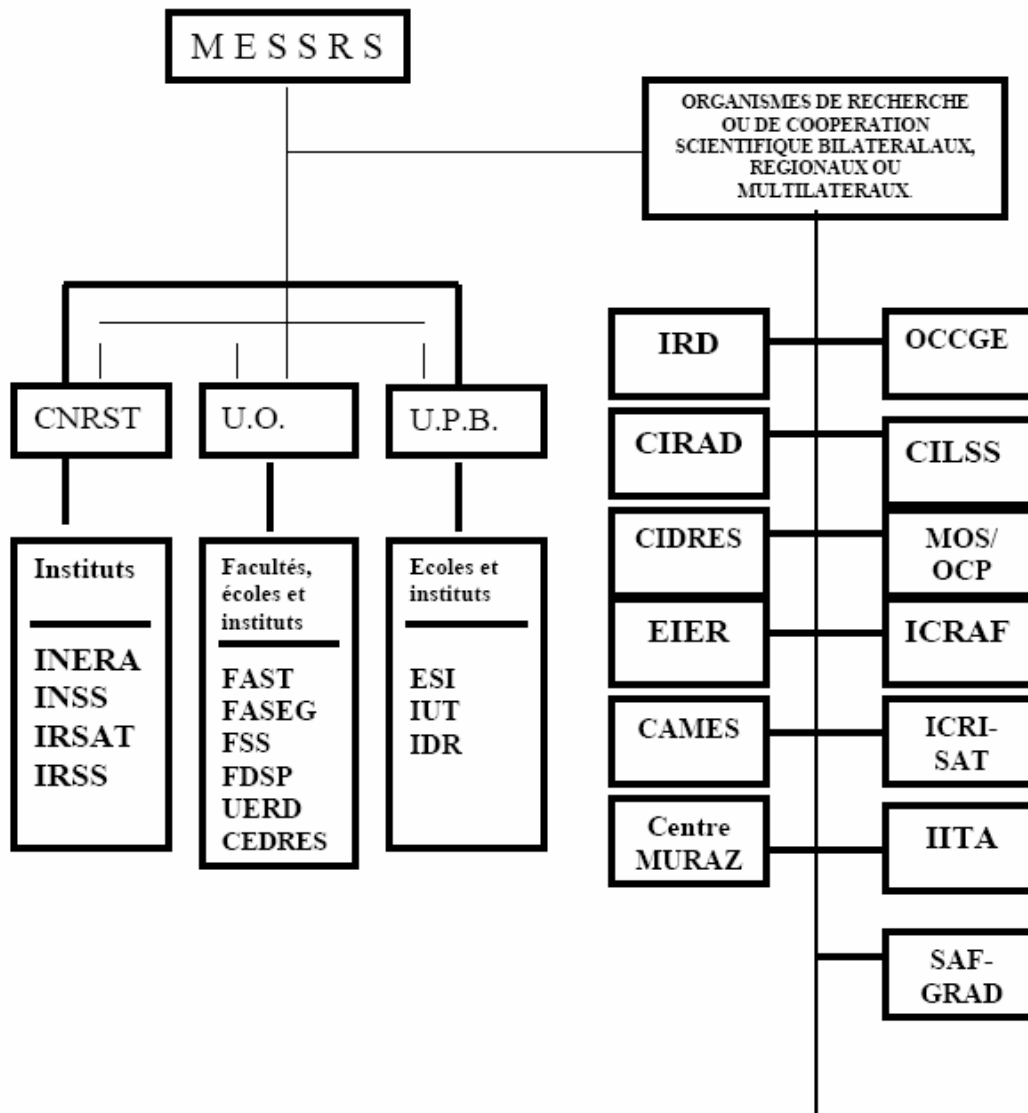 M E S S R S
ORGANISMES DE RECHERCHE
OU DE COOPERATION
SCIENTIFIQUE BILATERALAUX,
REGIONAUX OU
MULTILATERAUX.
CNRST
U.O.
U.P.B.
Instituts
INERA
INSS
IRSAT
IRSS
Facultés,
écoles et
instituts
FAST
FASEG
FSS
FDSP
UERD
CEDRES
Ecoles et
instituts
ESI
IUT
IDR
IRD
OCCGE
CIRAD
CILSS
CIDRES
MOS/
OCP
EIER
ICRAF
CAMES
ICRI-
SAT
Centre
MURAZ
IITA
SAF-
GRAD